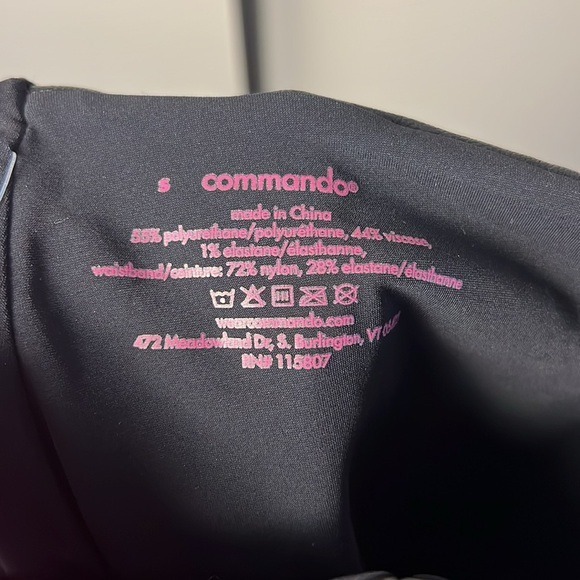 s commando®
made in China
55% polyurethane/polyuréthane, 44% viscose,
1% elastane/élasthanne,
waistband/ceinture: 72% nylon, 28% elastane/élasthanne
wearcommando.com
472 Meadowland Dr, S. Burlington, VT
RN# 115807